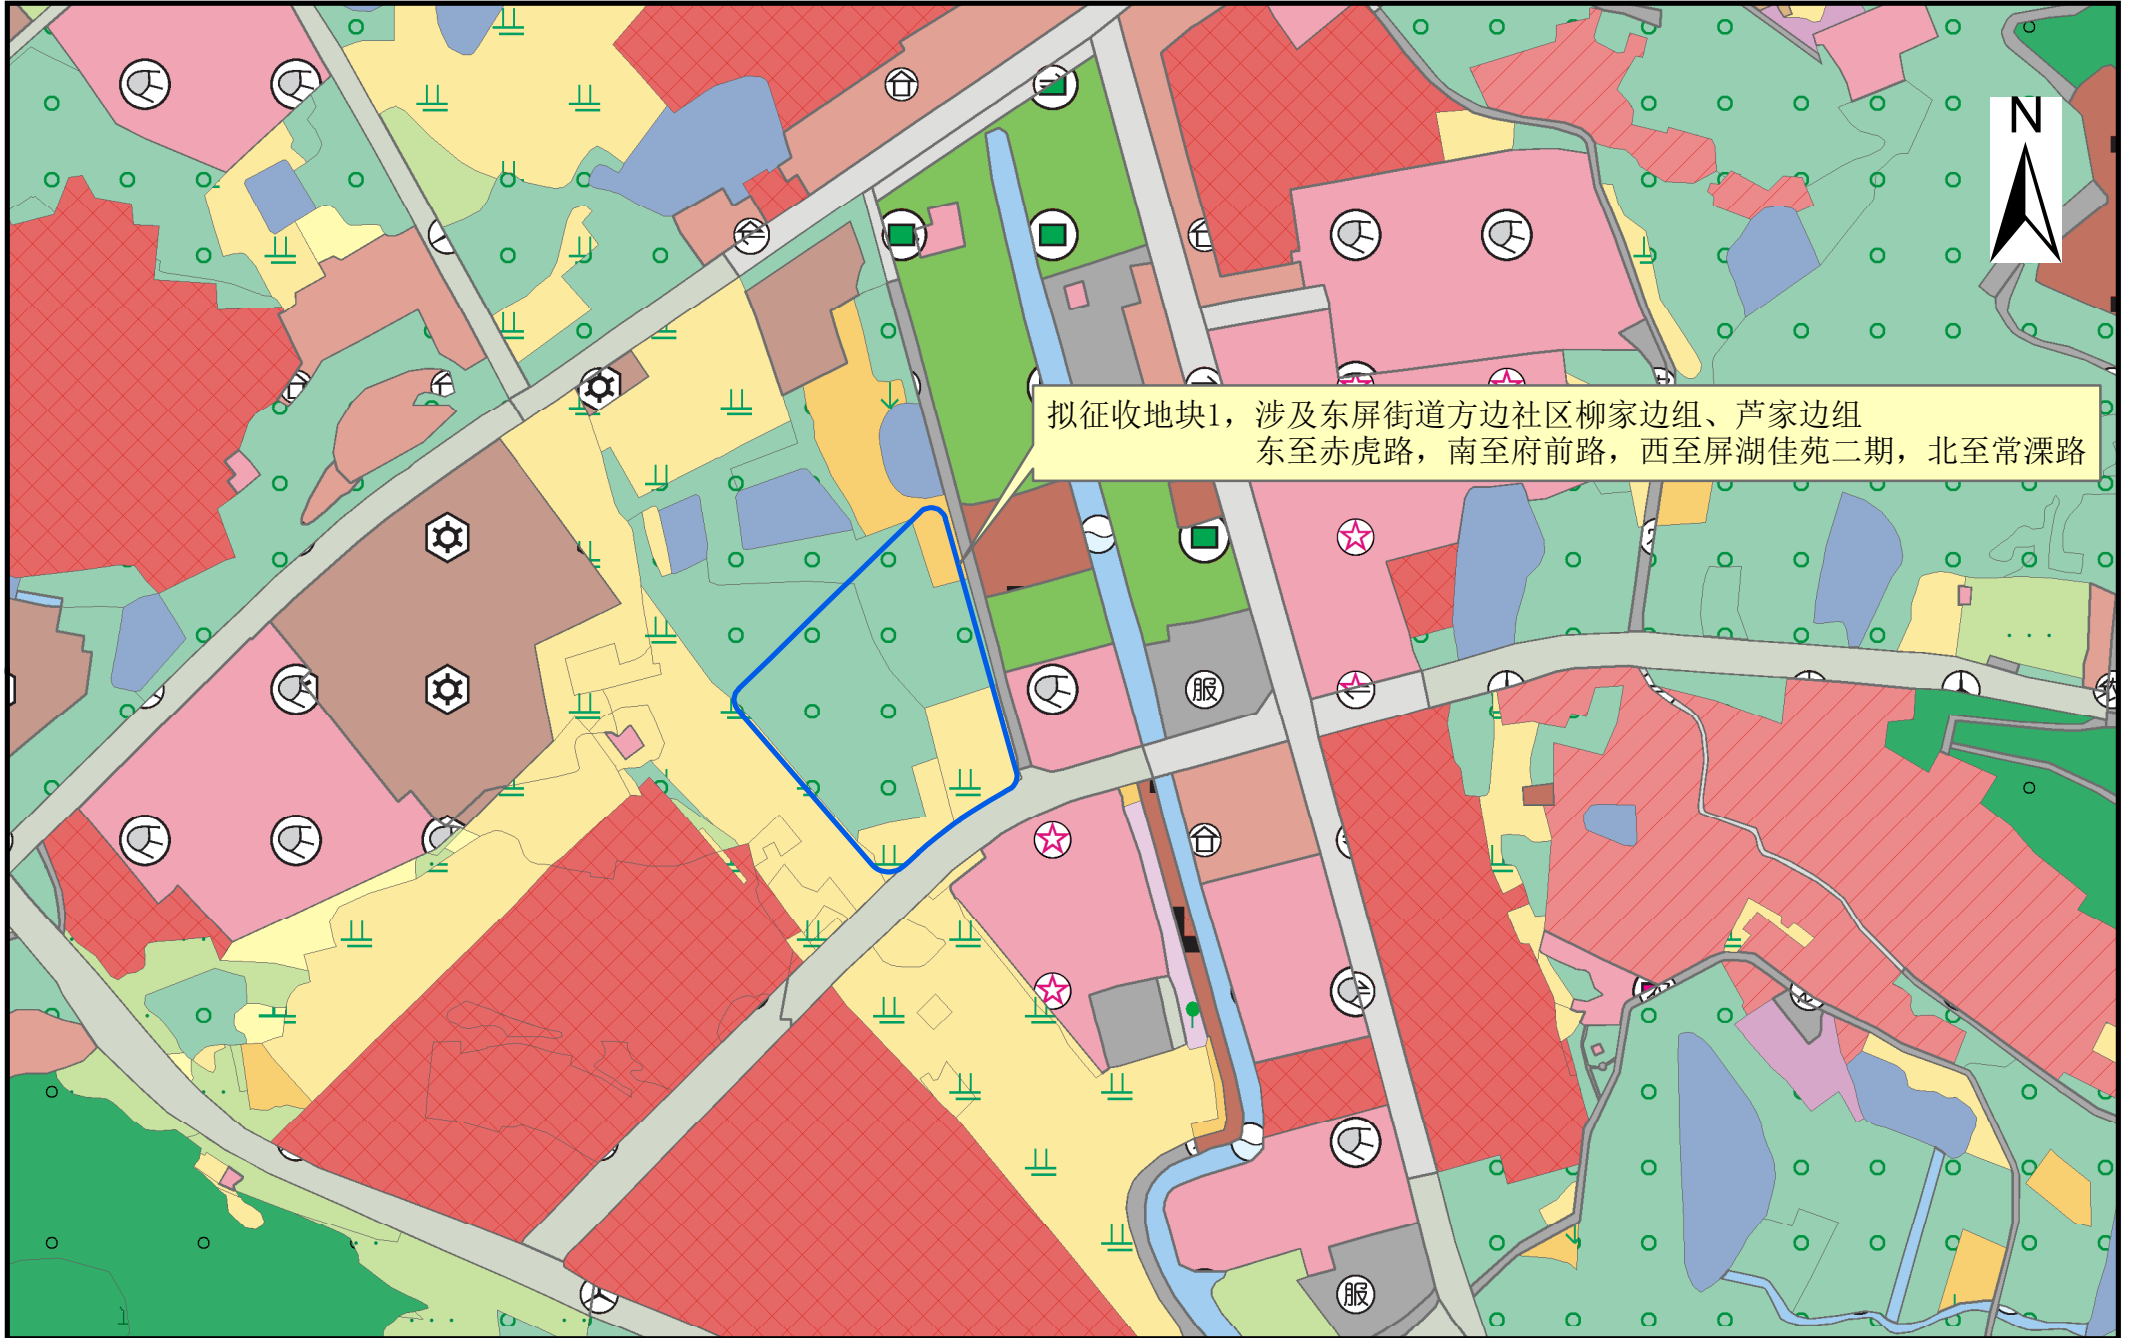 N
拟征收地块1，涉及东屏街道方边社区柳家边组、芦家边组
东至赤虎路，南至府前路，西至屏湖佳苑二期，北至常溧路
服
服